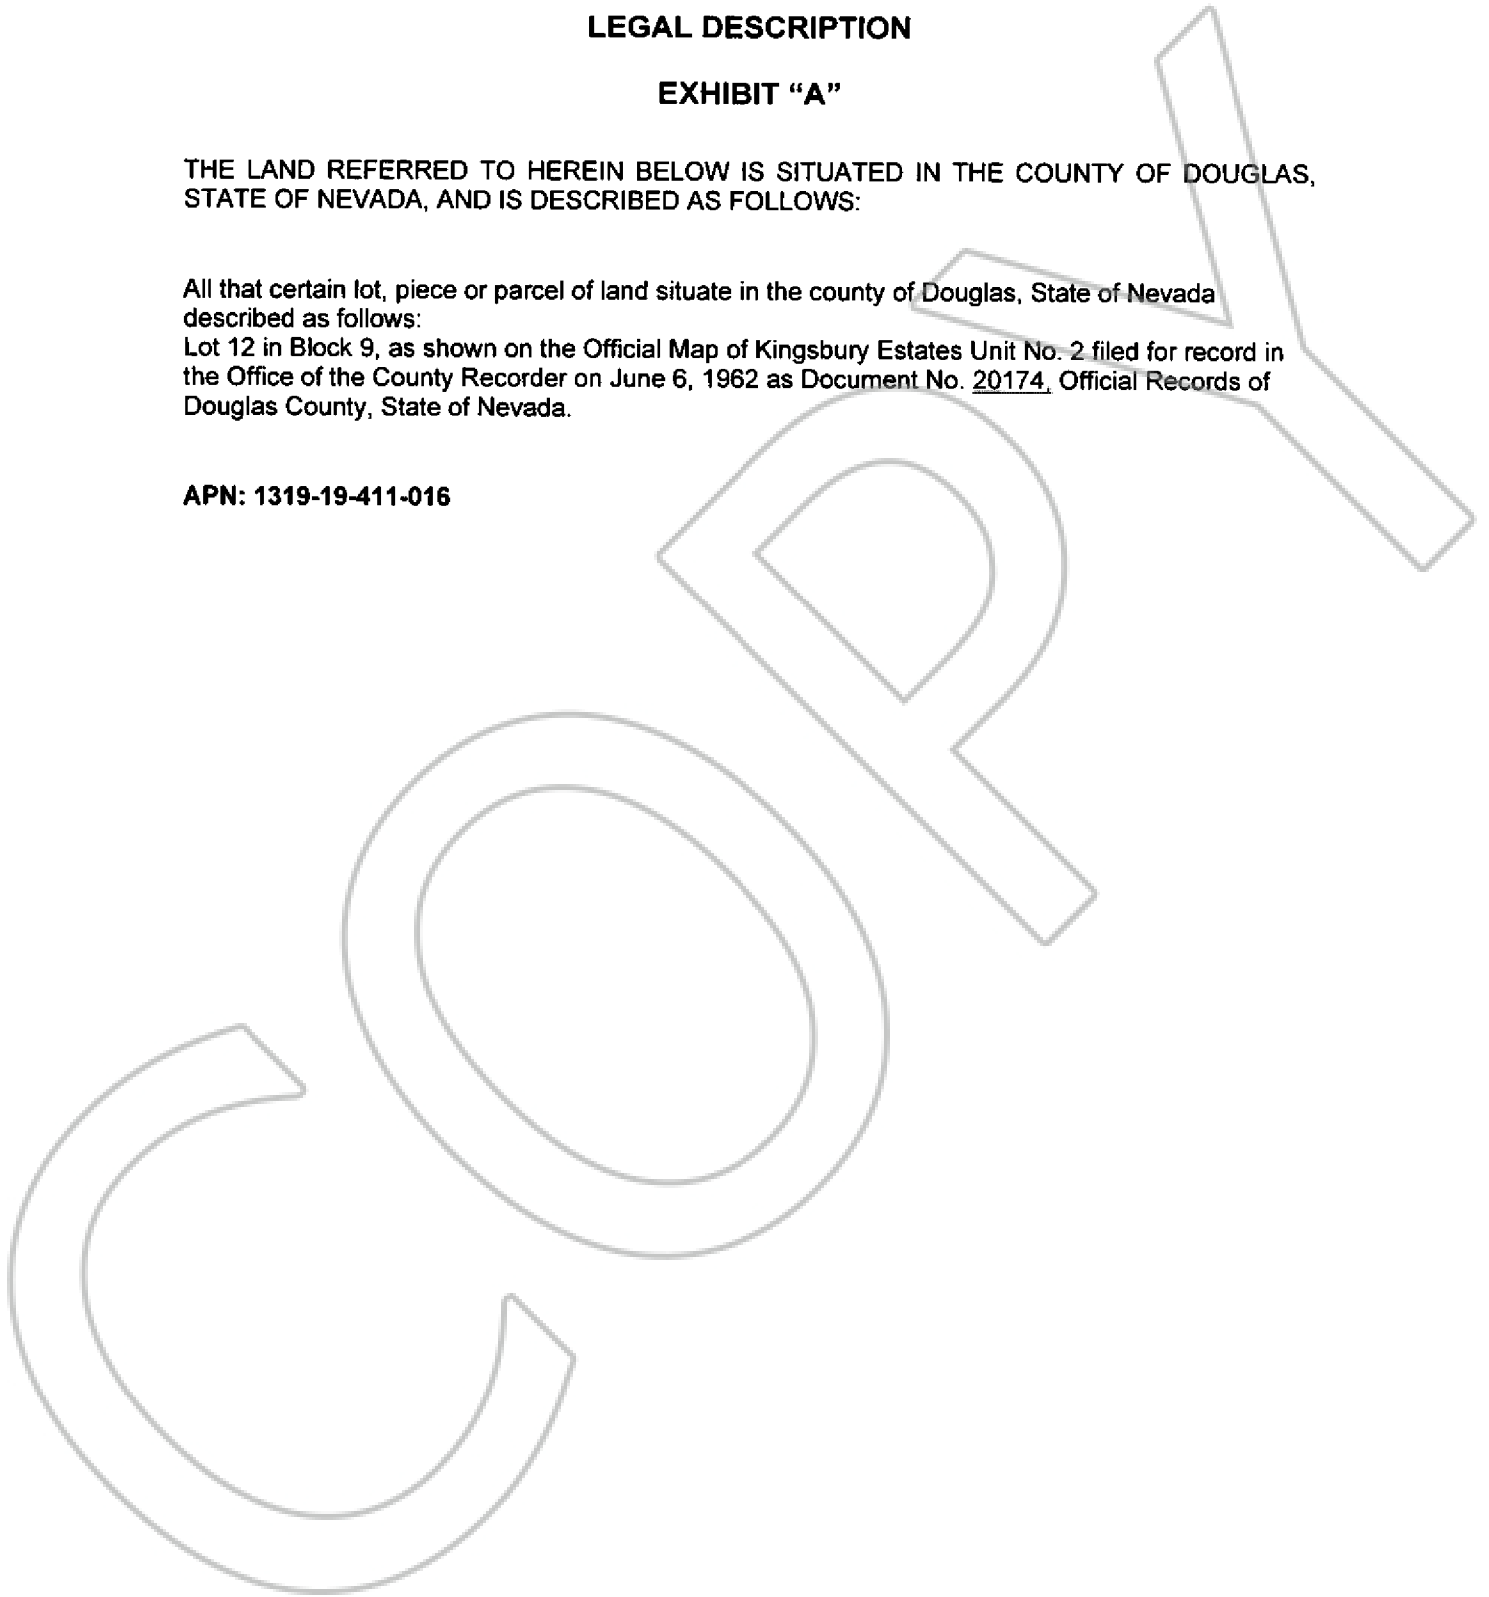 LEGAL DESCRIPTION
EXHIBIT “A”
THE LAND REFERRED TO HEREIN BELOW IS SITUATED IN THE COUNTY OF DOUGLAS,
STATE OF NEVADA, AND IS DESCRIBED AS FOLLOWS:
All that certain lot, piece or parcel of land situate in the county of Douglas, State of Nevada
described as follows:
Lot 12 in Block 9, as shown on the Official Map of Kingsbury Estates Unit No. 2 filed for record in
the Office of the County Recorder on June 6, 1962 as Document No. 20174, Official Records of
Douglas County, State of Nevada.
APN: 1319-19-411-016
COPY